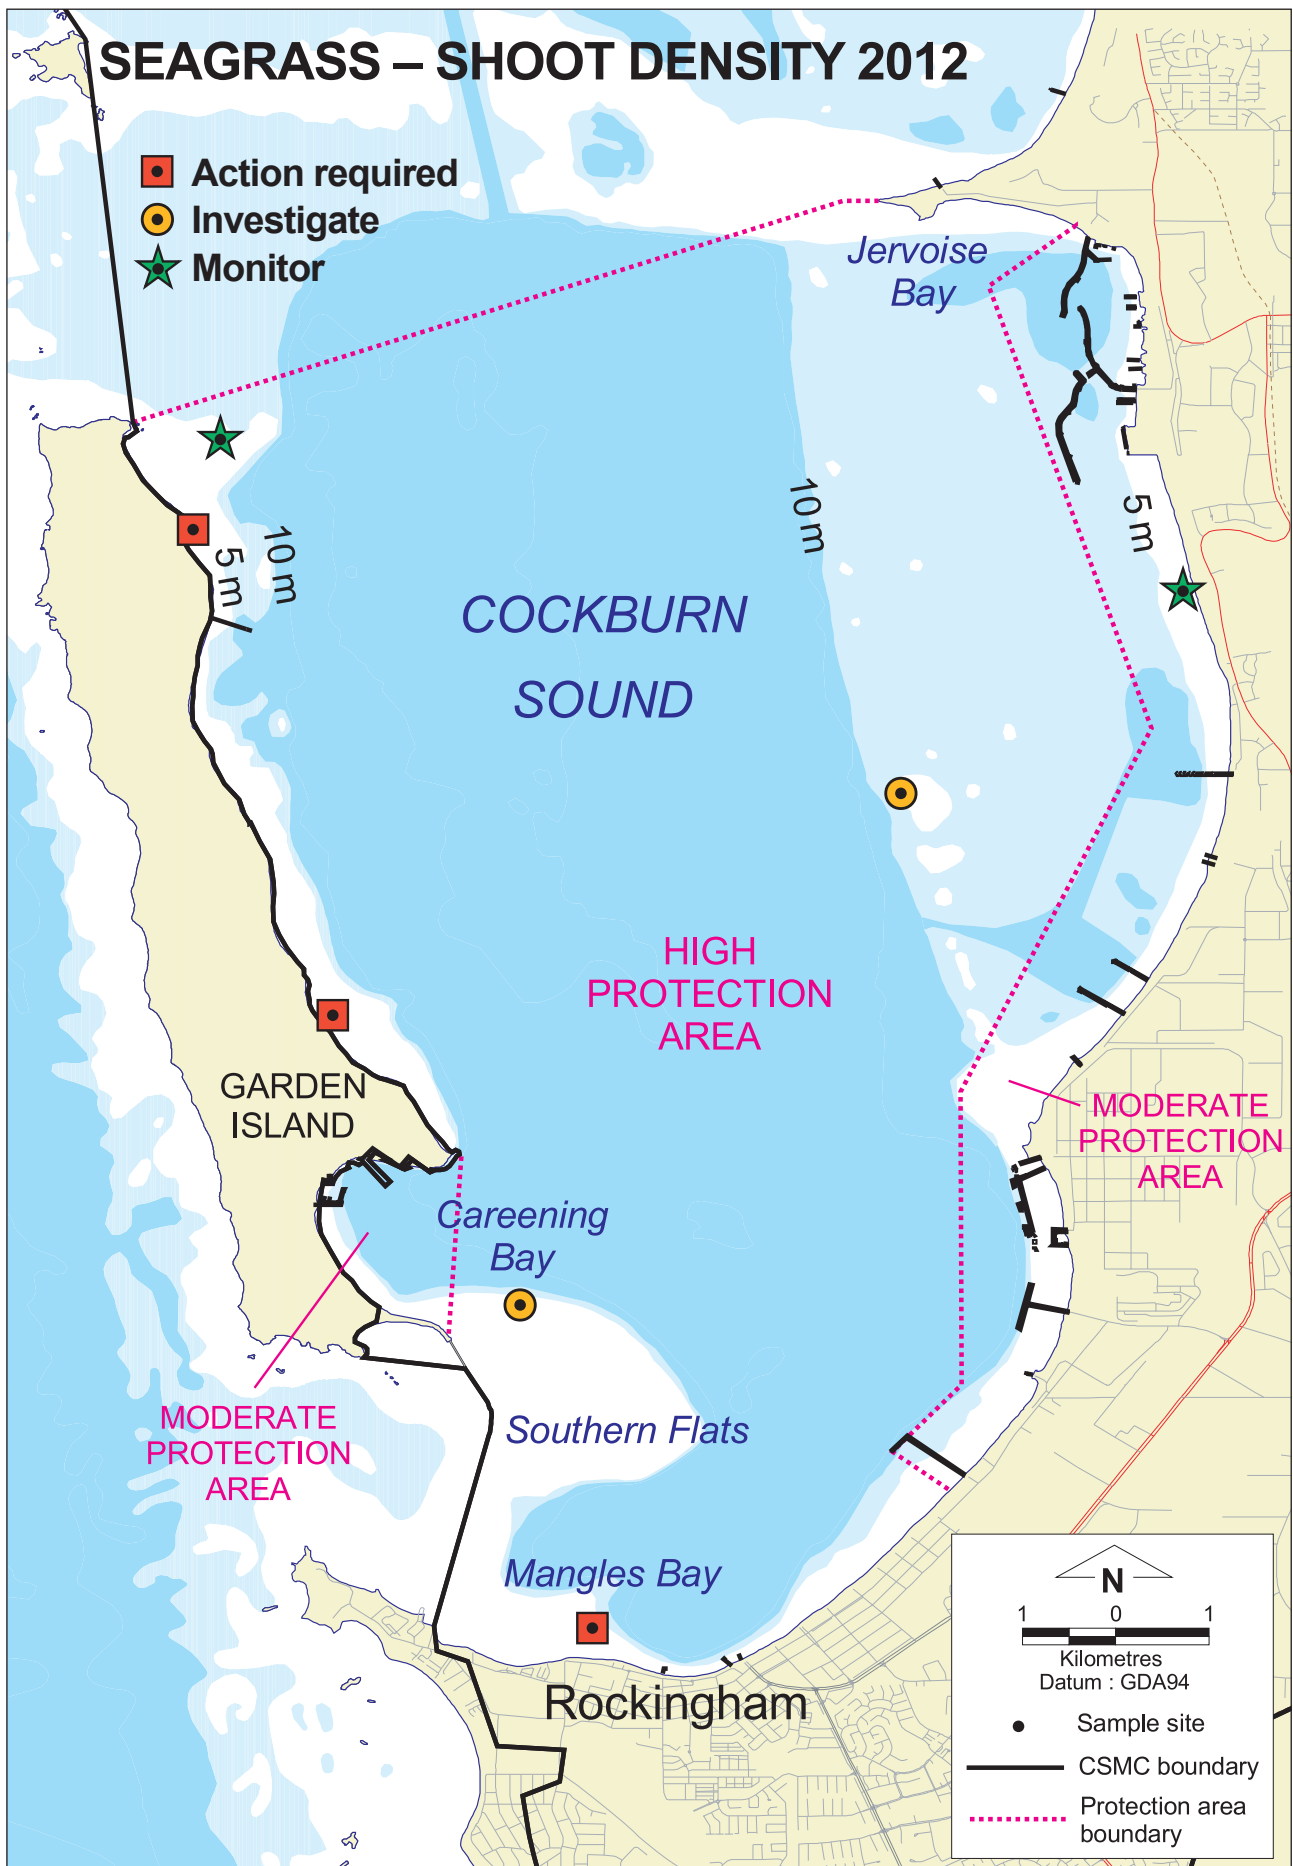 SEAGRASS – SHOOT DENSITY 2012
Action required
Investigate
Monitor
Jervoise
Bay
10 m
5 m
10 m
5 m
COCKBURN
SOUND
HIGH
PROTECTION
AREA
GARDEN
ISLAND
MODERATE
PROTECTION
AREA
Careening
Bay
MODERATE
PROTECTION
AREA
Southern Flats
Mangles Bay
Rockingham
N
1 0 1
Kilometres
Datum : GDA94
Sample site
CSMC boundary
Protection area
boundary